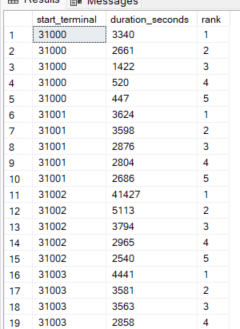 Results Messages
start_terminal duration_seconds rank
1 31000 3340 1
2 31000 2661 2
3 31000 1422 3
4 31000 520 4
5 31000 447 5
6 31001 3624 1
7 31001 3598 2
8 31001 2876 3
9 31001 2804 4
10 31001 2686 5
11 31002 41427 1
12 31002 5113 2
13 31002 3794 3
14 31002 2965 4
15 31002 2540 5
16 31003 4441 1
17 31003 3581 2
18 31003 3563 3
19 31003 2858 4